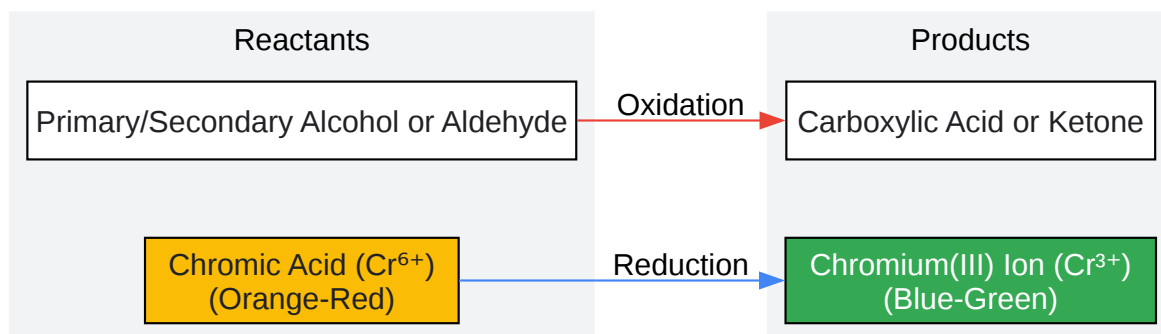 Reactants
Products
Primary/Secondary Alcohol or Aldehyde
Oxidation
Carboxylic Acid or Ketone
Chromic Acid (Cr⁶⁺)
(Orange-Red)
Reduction
Chromium(III) Ion (Cr³⁺)
(Blue-Green)